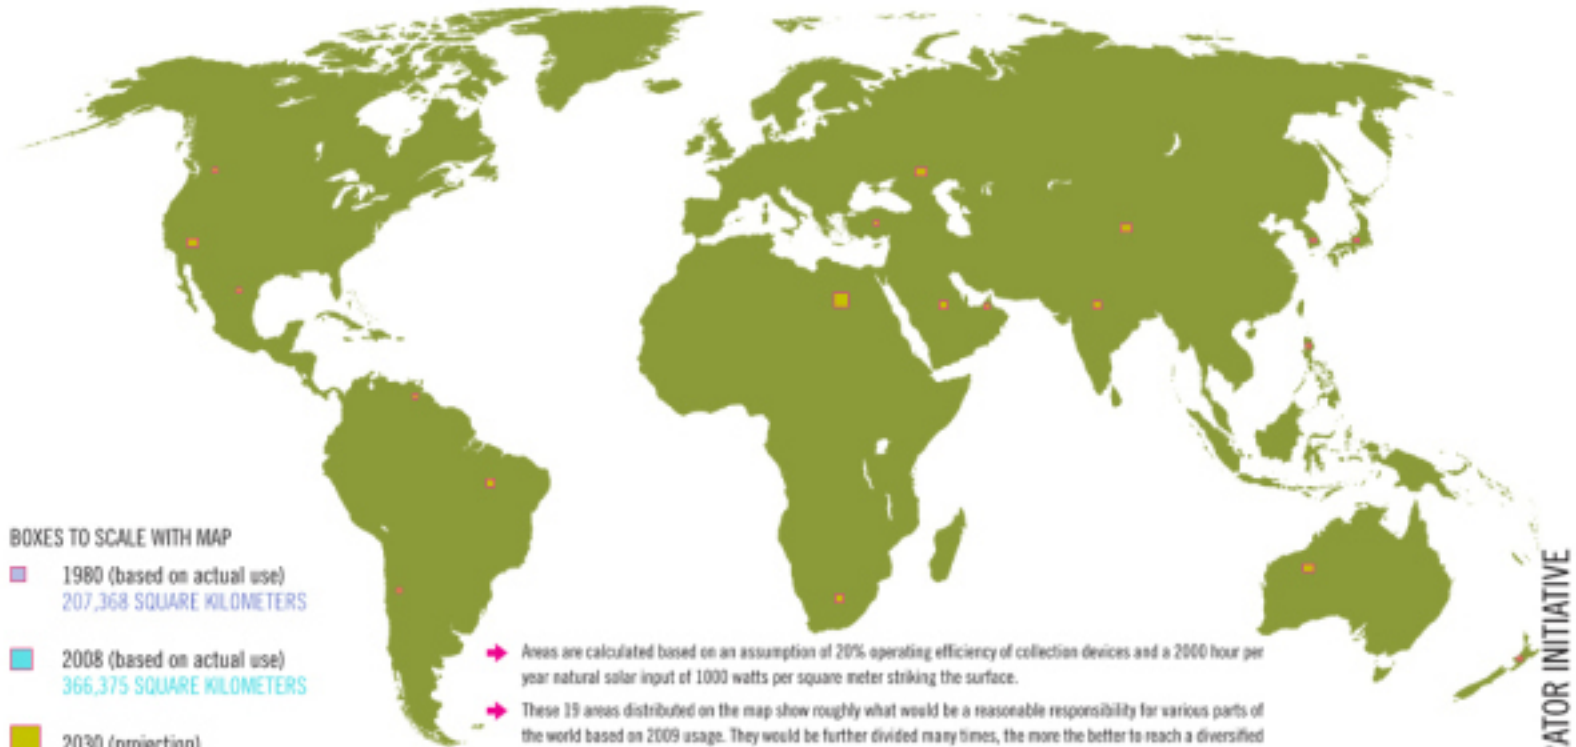 BOXES TO SCALE WITH MAP
1980 (based on actual use)
207,368 SQUARE KILOMETERS
2008 (based on actual use)
366,375 SQUARE KILOMETERS
2030 (projection)
Areas are calculated based on an assumption of 20% operating efficiency of collection devices and a 2000 hour per
year natural solar input of 1000 watts per square meter striking the surface.
These 19 areas distributed on the map show roughly what would be a reasonable responsibility for various parts of
the world based on 2009 usage. They would be further divided many times, the more the better to reach a diversified
ATOR INITIATIVE